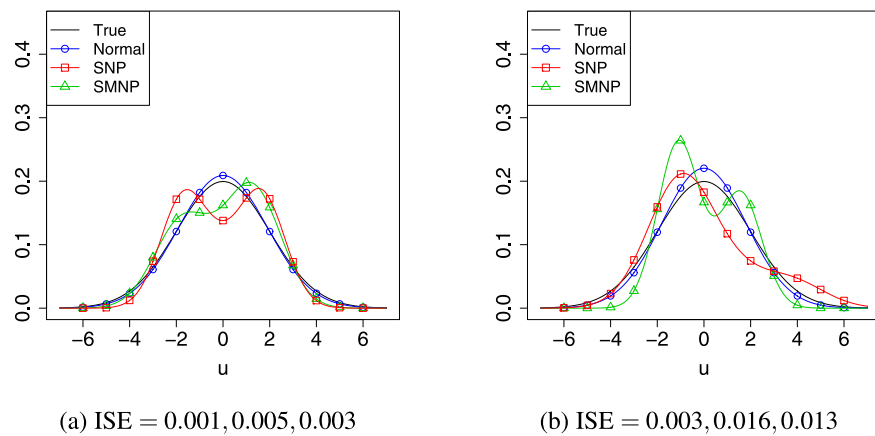 True
Normal
SNP
SMNP
0.0 0.1 0.2 0.3 0.4
−6 −4 −2 0 2 4 6
u
(a) ISE = 0.001, 0.005, 0.003
True
Normal
SNP
SMNP
0.0 0.1 0.2 0.3 0.4
−6 −4 −2 0 2 4 6
u
(b) ISE = 0.003, 0.016, 0.013